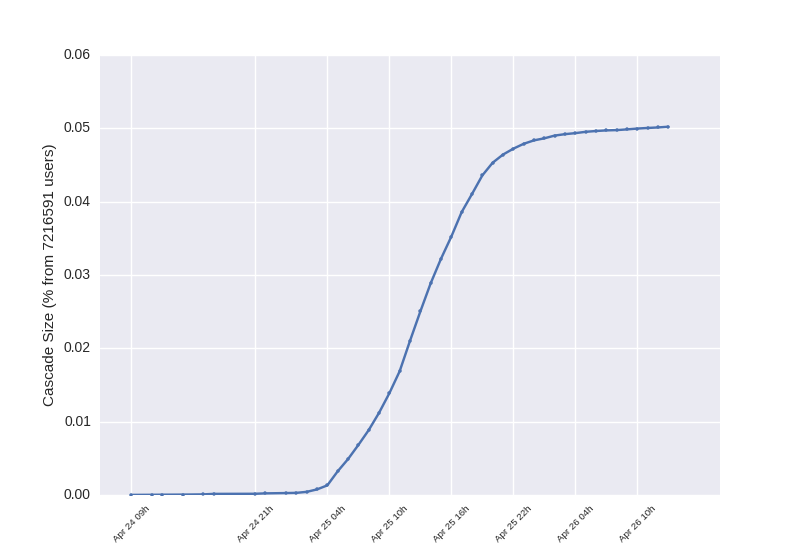 0.06
0.05
0.04
0.03
0.02
0.01
0.00
Cascade Size (% from 7216591 users)
Apr 24 09h
Apr 24 21h
Apr 25 04h
Apr 25 10h
Apr 25 16h
Apr 25 22h
Apr 26 04h
Apr 26 10h